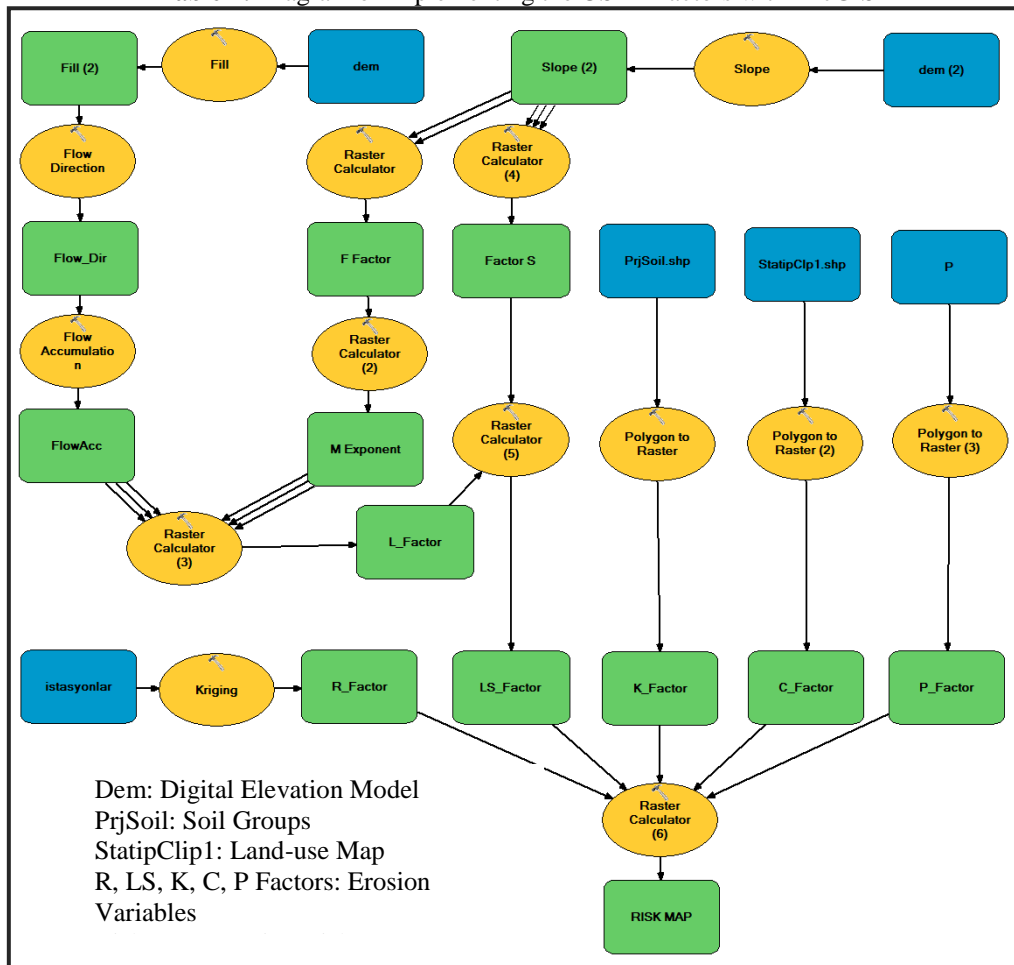 Fill (2)
Fill
dem
Slope (2)
Slope
dem (2)
Flow
Direction
Raster
Calculator
Raster
Calculator
(4)
Flow_Dir
F Factor
Factor S
PrjSoil.shp
StatipClp1.shp
P
Flow
Accumulatio
n
Raster
Calculator
(2)
FlowAcc
M Exponent
Raster
Calculator
(5)
Polygon to
Raster
Polygon to
Raster (2)
Polygon to
Raster (3)
Raster
Calculator
(3)
L_Factor
istasyonlar
Kriging
R_Factor
LS_Factor
K_Factor
C_Factor
P_Factor
Dem: Digital Elevation Model
PrjSoil: Soil Groups
StatipClip1: Land-use Map
R, LS, K, C, P Factors: Erosion
Variables
Raster
Calculator
(6)
RISK MAP